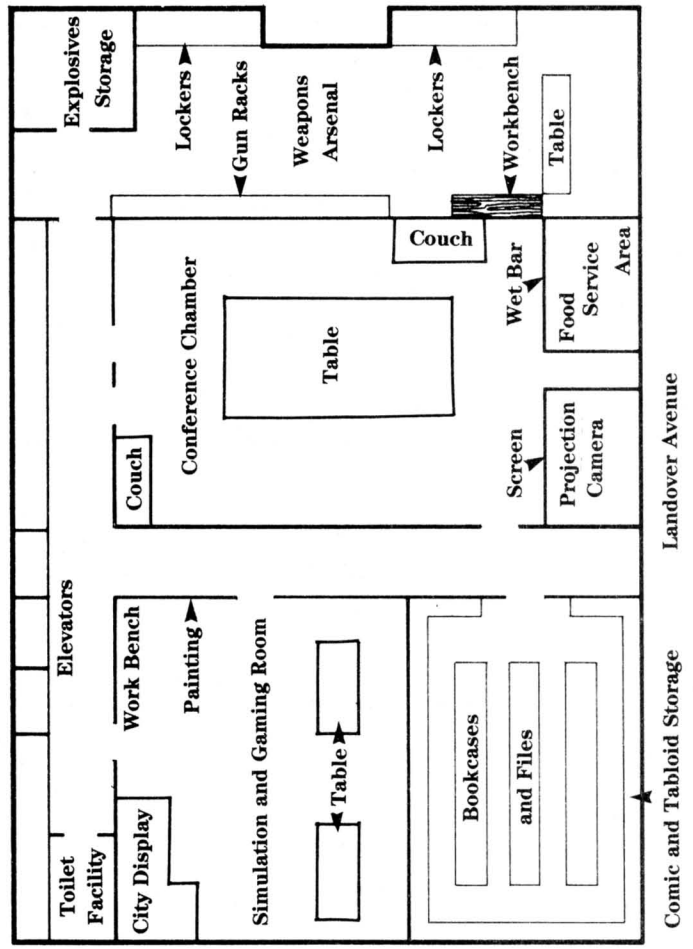 Toilet
Facility
Elevators
Explosives
Storage
City Display
Work Bench
Couch
Painting
Conference Chamber
Lockers
Gun Racks
Simulation and Gaming Room
Weapons
Arsenal
Table
Table
Couch
Lockers
Bookcases
and Files
Screen
Wet Bar
Workbench
Projection
Camera
Food
Service
Area
Table
Comic and Tabloid Storage
Landover Avenue